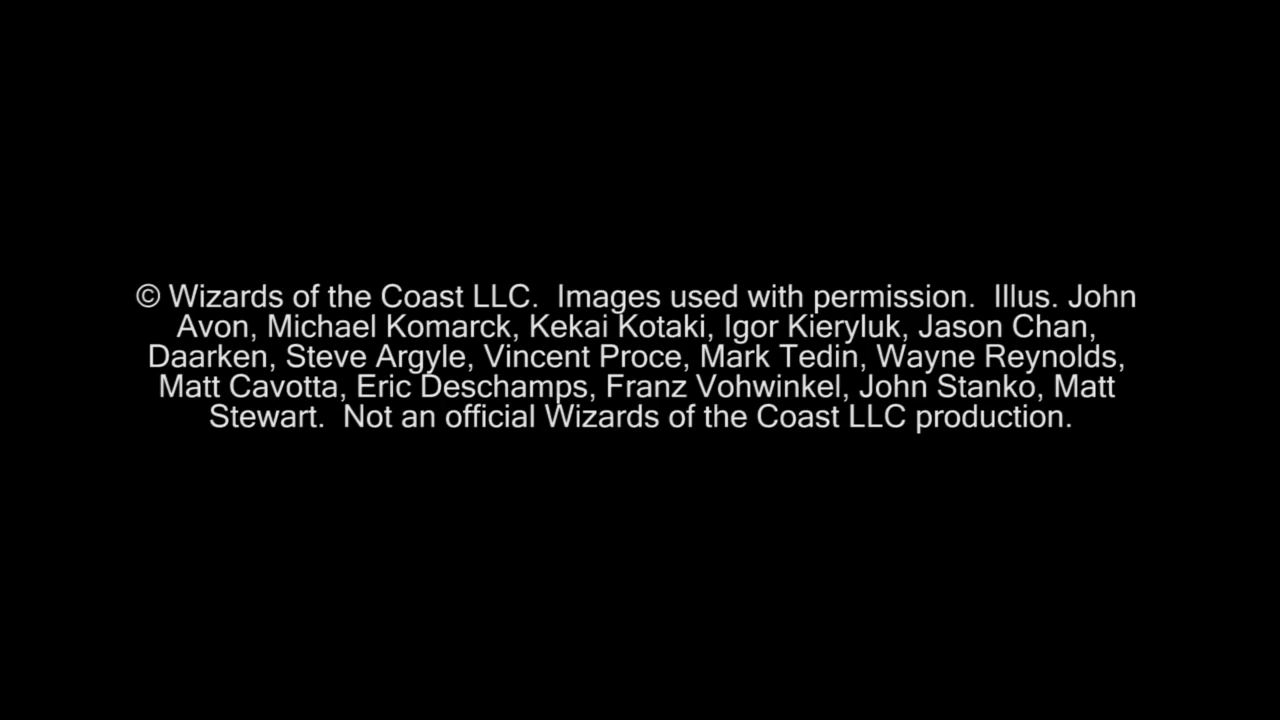 © Wizards of the Coast LLC.  Images used with permission.  Illus. John
Avon, Michael Komarck, Kekai Kotaki, Igor Kieryluk, Jason Chan,
Daarken, Steve Argyle, Vincent Proce, Mark Tedin, Wayne Reynolds,
Matt Cavotta, Eric Deschamps, Franz Vohwinkel, John Stanko, Matt
Stewart.  Not an official Wizards of the Coast LLC production.